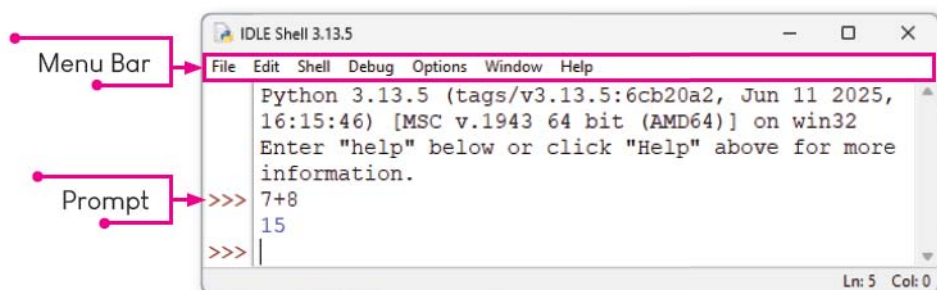 IDLE Shell 3.13.5
Menu Bar
File Edit Shell Debug Options Window Help
Python 3.13.5 (tags/v3.13.5:6cb20a2, Jun 11 2025,
16:15:46) [MSC v.1943 64 bit (AMD64)] on win32
Enter "help" below or click "Help" above for more
information.
Prompt
>>> 7+8
15
>>>
Ln: 5 Col: 0